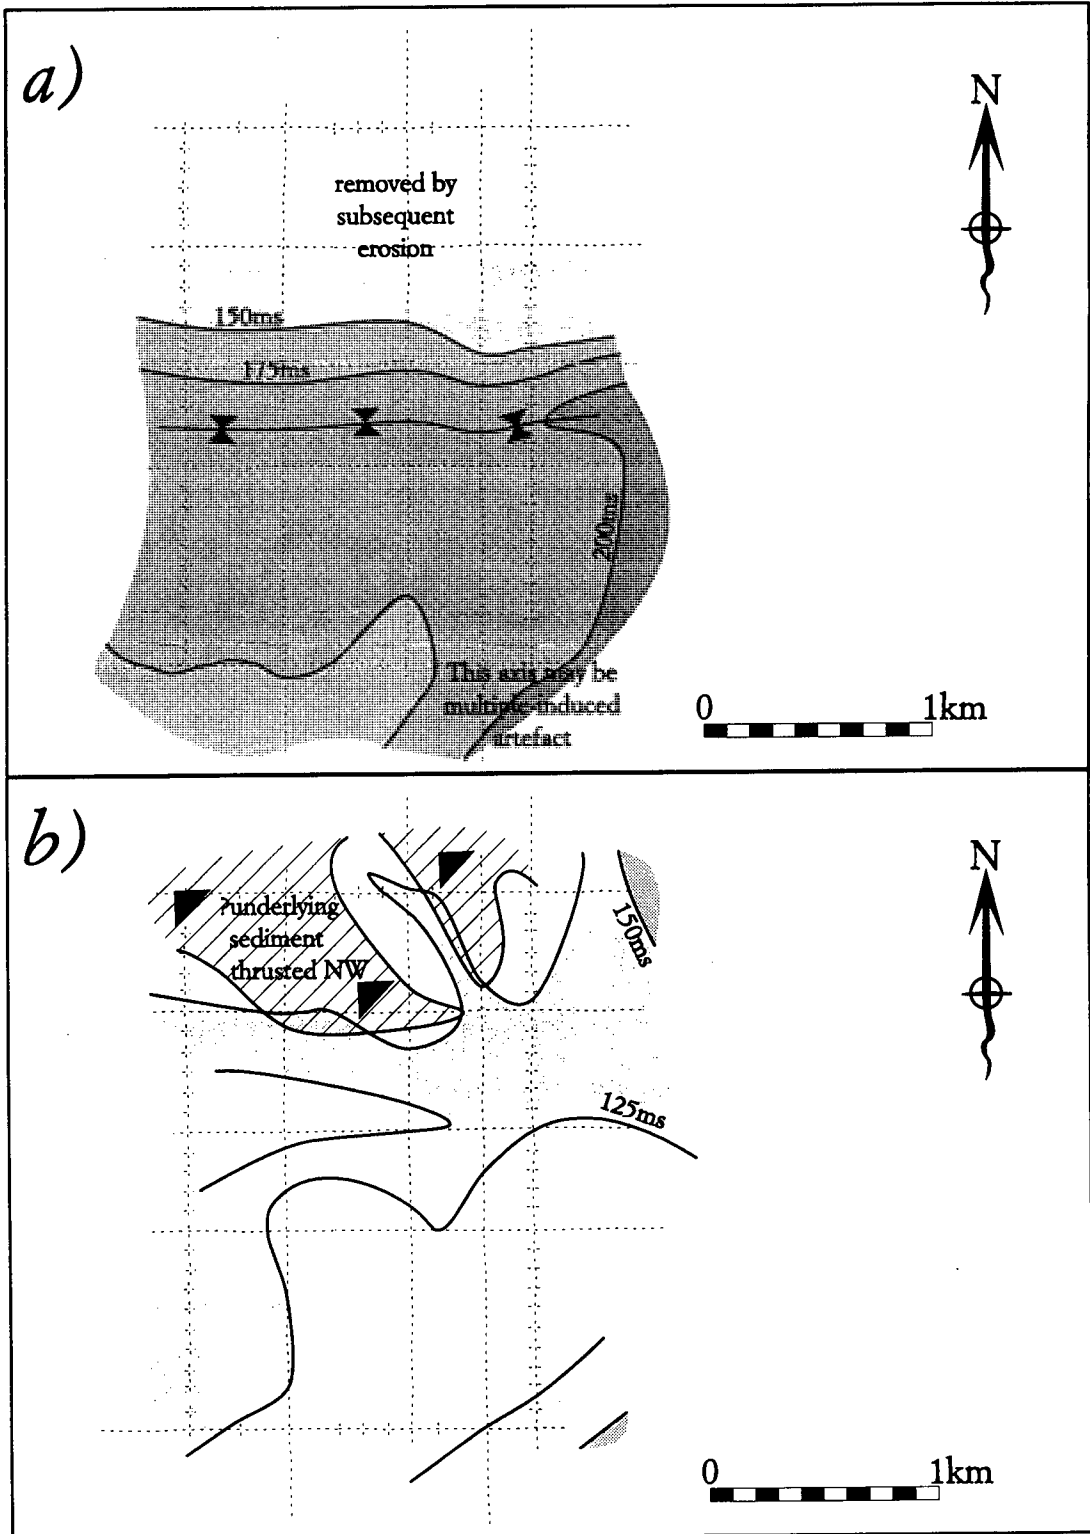 a)
N
removed by
subsequent
erosion
150ms
175ms
200ms
This axis may be
multiple-induced
artefact
0 1km
b)
N
?underlying
sediment
thrusted NW
150ms
125ms
0 1km